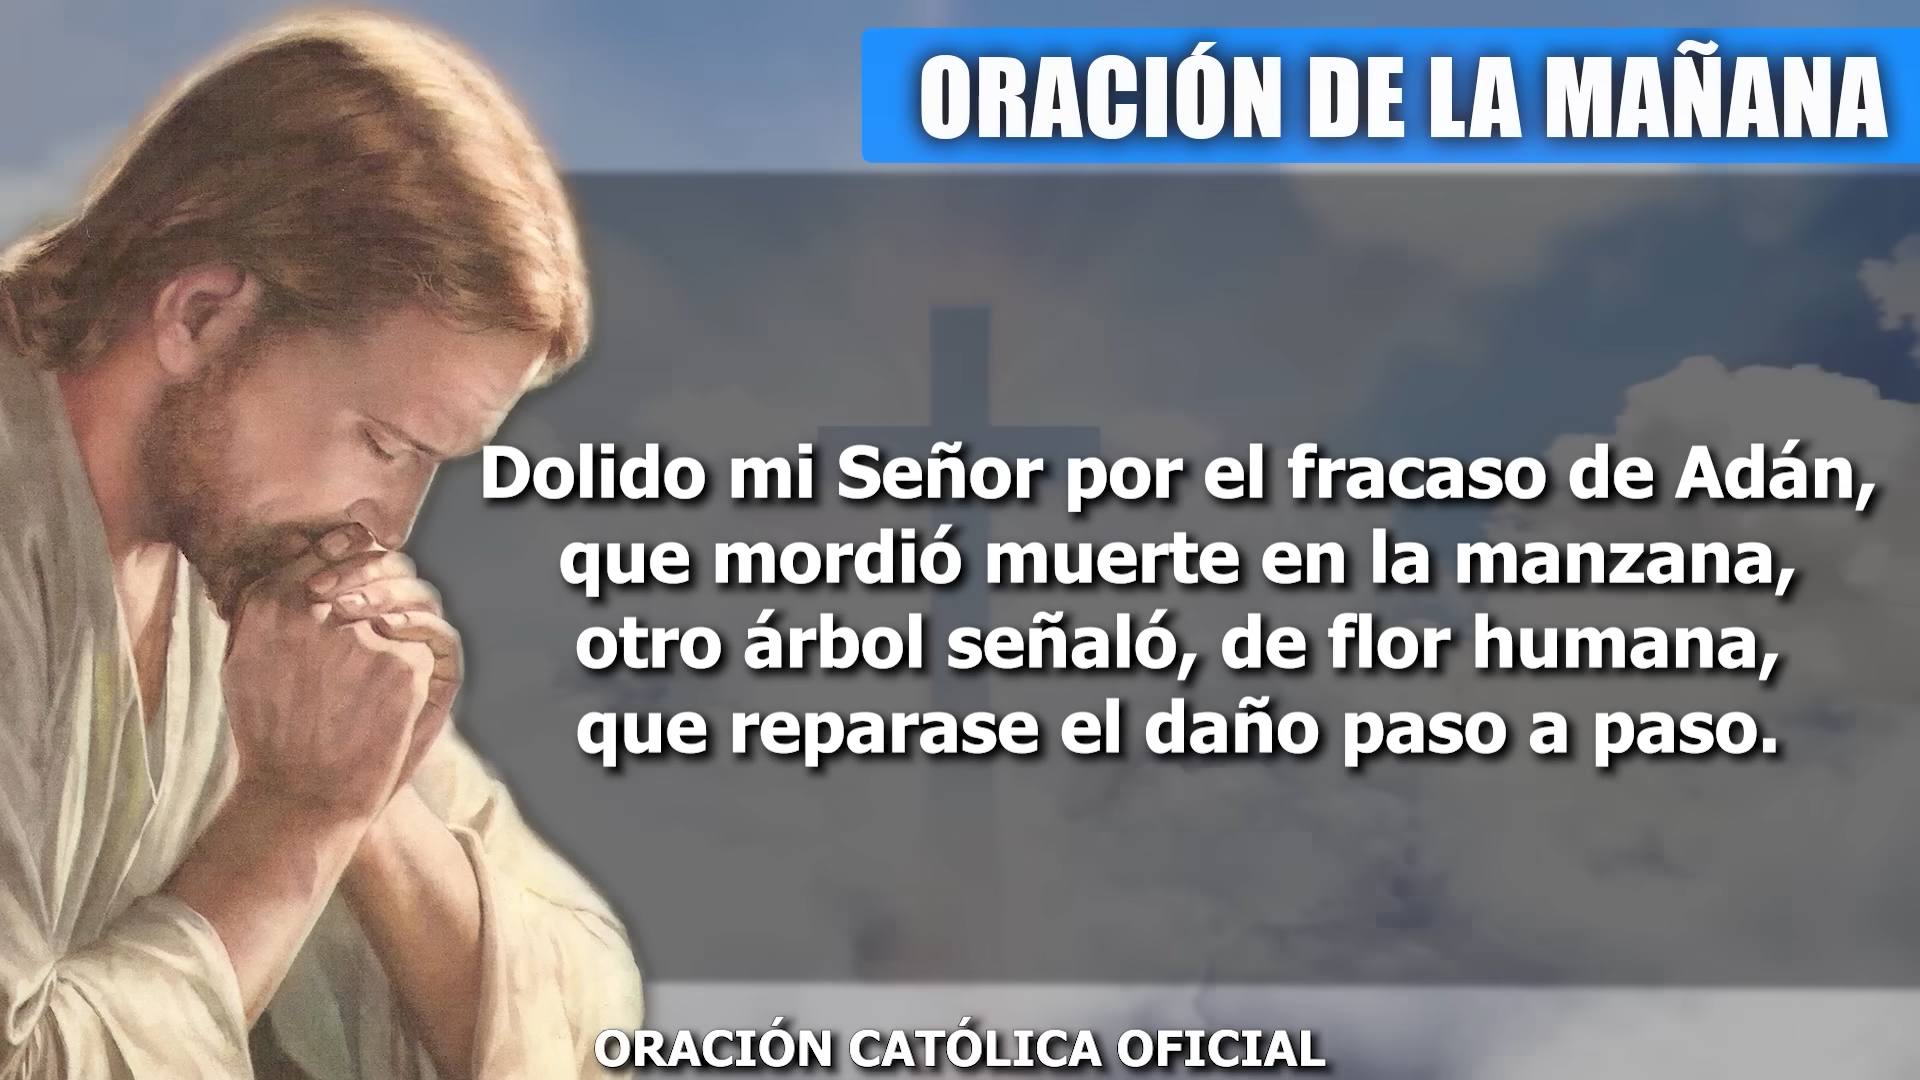 ORACIÓN DE LA MAÑANA
Dolido mi Señor por el fracaso de Adán,
que mordió muerte en la manzana,
otro árbol señaló, de flor humana,
que reparase el daño paso a paso.
ORACIÓN CATÓLICA OFICIAL